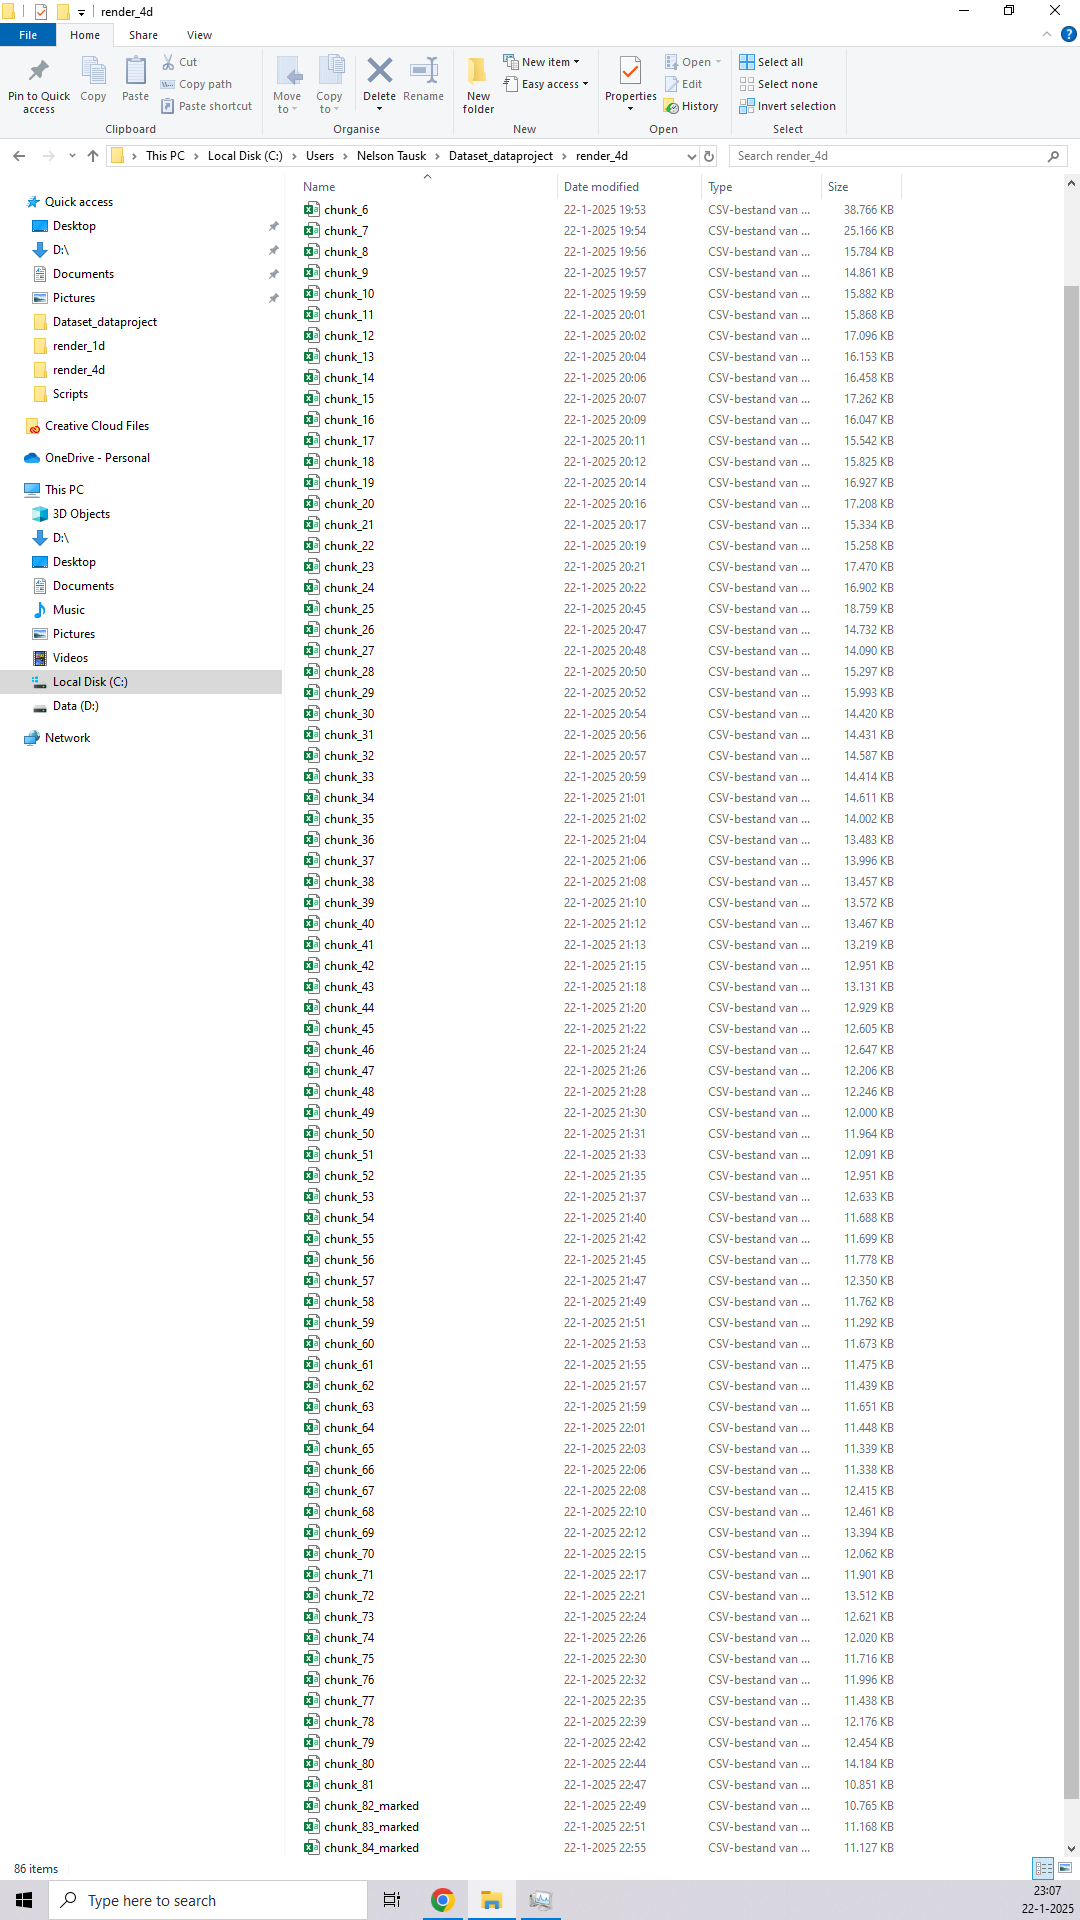 render_4d
File Home Share View
Pin to Quick access
Copy
Paste
Cut
Copy path
Paste shortcut
Clipboard
Move to
Copy to
Delete
Rename
Organise
New folder
New item
Easy access
New
Properties
Open
Edit
History
Open
Select all
Select none
Invert selection
Select
This PC > Local Disk (C:) > Users > Nelson Tausk > Dataset_dataproject > render_4d
Search render_4d
Quick access
Desktop
D:\
Documents
Pictures
Dataset_dataproject
render_1d
render_4d
Scripts
Creative Cloud Files
OneDrive - Personal
This PC
3D Objects
D:\
Desktop
Documents
Music
Pictures
Videos
Local Disk (C:)
Data (D:)
Network
Name Date modified Type Size
chunk_6 22-1-2025 19:53 CSV-bestand van ... 38.766 KB
chunk_7 22-1-2025 19:54 CSV-bestand van ... 25.166 KB
chunk_8 22-1-2025 19:56 CSV-bestand van ... 15.784 KB
chunk_9 22-1-2025 19:57 CSV-bestand van ... 14.861 KB
chunk_10 22-1-2025 19:59 CSV-bestand van ... 15.882 KB
chunk_11 22-1-2025 20:01 CSV-bestand van ... 15.868 KB
chunk_12 22-1-2025 20:02 CSV-bestand van ... 17.096 KB
chunk_13 22-1-2025 20:04 CSV-bestand van ... 16.153 KB
chunk_14 22-1-2025 20:06 CSV-bestand van ... 16.458 KB
chunk_15 22-1-2025 20:07 CSV-bestand van ... 17.262 KB
chunk_16 22-1-2025 20:09 CSV-bestand van ... 16.047 KB
chunk_17 22-1-2025 20:11 CSV-bestand van ... 15.542 KB
chunk_18 22-1-2025 20:12 CSV-bestand van ... 15.825 KB
chunk_19 22-1-2025 20:14 CSV-bestand van ... 16.927 KB
chunk_20 22-1-2025 20:16 CSV-bestand van ... 17.208 KB
chunk_21 22-1-2025 20:17 CSV-bestand van ... 15.334 KB
chunk_22 22-1-2025 20:19 CSV-bestand van ... 15.258 KB
chunk_23 22-1-2025 20:21 CSV-bestand van ... 17.470 KB
chunk_24 22-1-2025 20:22 CSV-bestand van ... 16.902 KB
chunk_25 22-1-2025 20:45 CSV-bestand van ... 18.759 KB
chunk_26 22-1-2025 20:47 CSV-bestand van ... 14.732 KB
chunk_27 22-1-2025 20:48 CSV-bestand van ... 14.090 KB
chunk_28 22-1-2025 20:50 CSV-bestand van ... 15.297 KB
chunk_29 22-1-2025 20:52 CSV-bestand van ... 15.993 KB
chunk_30 22-1-2025 20:54 CSV-bestand van ... 14.420 KB
chunk_31 22-1-2025 20:56 CSV-bestand van ... 14.431 KB
chunk_32 22-1-2025 20:57 CSV-bestand van ... 14.587 KB
chunk_33 22-1-2025 20:59 CSV-bestand van ... 14.414 KB
chunk_34 22-1-2025 21:01 CSV-bestand van ... 14.611 KB
chunk_35 22-1-2025 21:02 CSV-bestand van ... 14.002 KB
chunk_36 22-1-2025 21:04 CSV-bestand van ... 13.483 KB
chunk_37 22-1-2025 21:06 CSV-bestand van ... 13.996 KB
chunk_38 22-1-2025 21:08 CSV-bestand van ... 13.457 KB
chunk_39 22-1-2025 21:10 CSV-bestand van ... 13.572 KB
chunk_40 22-1-2025 21:12 CSV-bestand van ... 13.467 KB
chunk_41 22-1-2025 21:13 CSV-bestand van ... 13.219 KB
chunk_42 22-1-2025 21:15 CSV-bestand van ... 12.951 KB
chunk_43 22-1-2025 21:18 CSV-bestand van ... 13.131 KB
chunk_44 22-1-2025 21:20 CSV-bestand van ... 12.929 KB
chunk_45 22-1-2025 21:22 CSV-bestand van ... 12.605 KB
chunk_46 22-1-2025 21:24 CSV-bestand van ... 12.647 KB
chunk_47 22-1-2025 21:26 CSV-bestand van ... 12.206 KB
chunk_48 22-1-2025 21:28 CSV-bestand van ... 12.246 KB
chunk_49 22-1-2025 21:30 CSV-bestand van ... 12.000 KB
chunk_50 22-1-2025 21:31 CSV-bestand van ... 11.964 KB
chunk_51 22-1-2025 21:33 CSV-bestand van ... 12.091 KB
chunk_52 22-1-2025 21:35 CSV-bestand van ... 12.951 KB
chunk_53 22-1-2025 21:37 CSV-bestand van ... 12.633 KB
chunk_54 22-1-2025 21:40 CSV-bestand van ... 11.688 KB
chunk_55 22-1-2025 21:42 CSV-bestand van ... 11.699 KB
chunk_56 22-1-2025 21:45 CSV-bestand van ... 11.778 KB
chunk_57 22-1-2025 21:47 CSV-bestand van ... 12.350 KB
chunk_58 22-1-2025 21:49 CSV-bestand van ... 11.762 KB
chunk_59 22-1-2025 21:51 CSV-bestand van ... 11.292 KB
chunk_60 22-1-2025 21:53 CSV-bestand van ... 11.673 KB
chunk_61 22-1-2025 21:55 CSV-bestand van ... 11.475 KB
chunk_62 22-1-2025 21:57 CSV-bestand van ... 11.439 KB
chunk_63 22-1-2025 21:59 CSV-bestand van ... 11.651 KB
chunk_64 22-1-2025 22:01 CSV-bestand van ... 11.448 KB
chunk_65 22-1-2025 22:03 CSV-bestand van ... 11.339 KB
chunk_66 22-1-2025 22:06 CSV-bestand van ... 11.338 KB
chunk_67 22-1-2025 22:08 CSV-bestand van ... 12.415 KB
chunk_68 22-1-2025 22:10 CSV-bestand van ... 12.461 KB
chunk_69 22-1-2025 22:12 CSV-bestand van ... 13.394 KB
chunk_70 22-1-2025 22:15 CSV-bestand van ... 12.062 KB
chunk_71 22-1-2025 22:17 CSV-bestand van ... 11.901 KB
chunk_72 22-1-2025 22:21 CSV-bestand van ... 13.512 KB
chunk_73 22-1-2025 22:24 CSV-bestand van ... 12.621 KB
chunk_74 22-1-2025 22:26 CSV-bestand van ... 12.020 KB
chunk_75 22-1-2025 22:30 CSV-bestand van ... 11.716 KB
chunk_76 22-1-2025 22:32 CSV-bestand van ... 11.996 KB
chunk_77 22-1-2025 22:35 CSV-bestand van ... 11.438 KB
chunk_78 22-1-2025 22:39 CSV-bestand van ... 12.176 KB
chunk_79 22-1-2025 22:42 CSV-bestand van ... 12.454 KB
chunk_80 22-1-2025 22:44 CSV-bestand van ... 14.184 KB
chunk_81 22-1-2025 22:47 CSV-bestand van ... 10.851 KB
chunk_82_marked 22-1-2025 22:49 CSV-bestand van ... 10.765 KB
chunk_83_marked 22-1-2025 22:51 CSV-bestand van ... 11.168 KB
chunk_84_marked 22-1-2025 22:55 CSV-bestand van ... 11.127 KB
86 items
Type here to search
23:07
22-1-2025